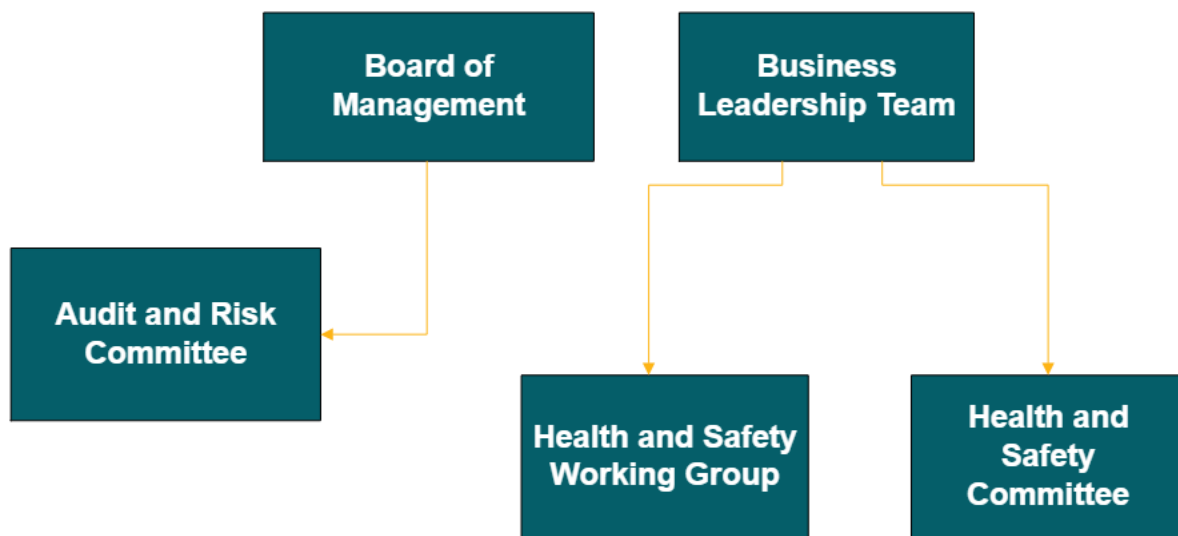 Board of
Management
Business
Leadership Team
Audit and Risk
Committee
Health and Safety
Working Group
Health and
Safety
Committee